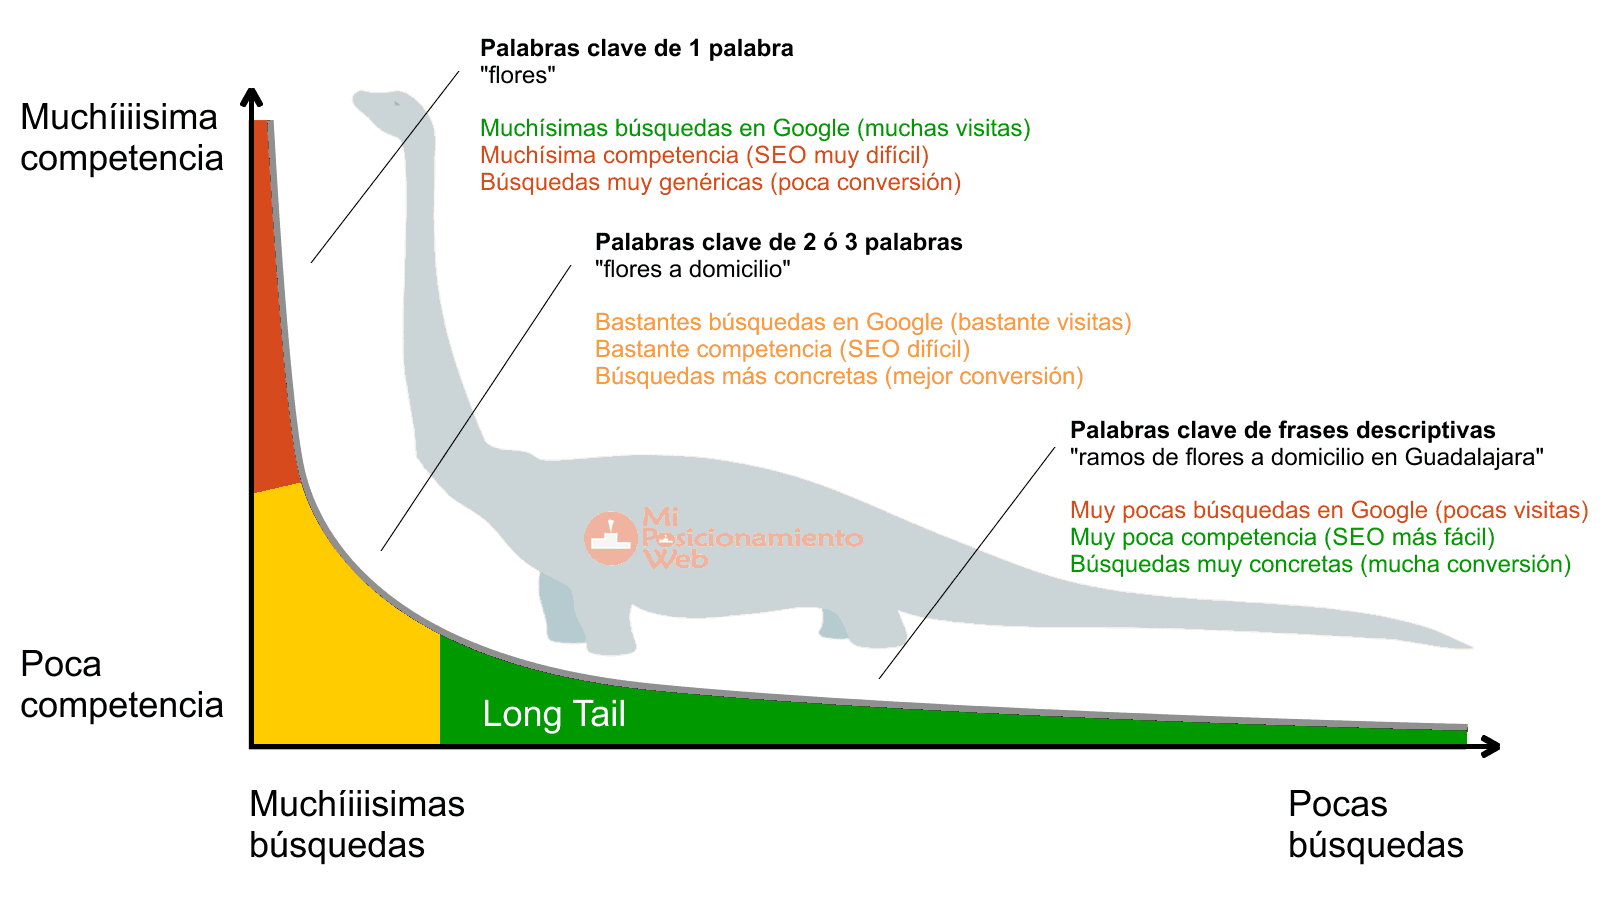 Palabras clave de 1 palabra
"flores"
Muchísimas búsquedas en Google (muchas visitas)
Muchísima competencia (SEO muy difícil)
Búsquedas muy genéricas (poca conversión)
Muchíiiisima
competencia
Palabras clave de 2 ó 3 palabras
"flores a domicilio"
Bastantes búsquedas en Google (bastante visitas)
Bastante competencia (SEO difícil)
Búsquedas más concretas (mejor conversión)
Palabras clave de frases descriptivas
"ramos de flores a domicilio en Guadalajara"
Muy pocas búsquedas en Google (pocas visitas)
Muy poca competencia (SEO más fácil)
Búsquedas muy concretas (mucha conversión)
Mi
Posicionamiento
Web
Poca
competencia
Long Tail
Muchíiiisimas
búsquedas
Pocas
búsquedas